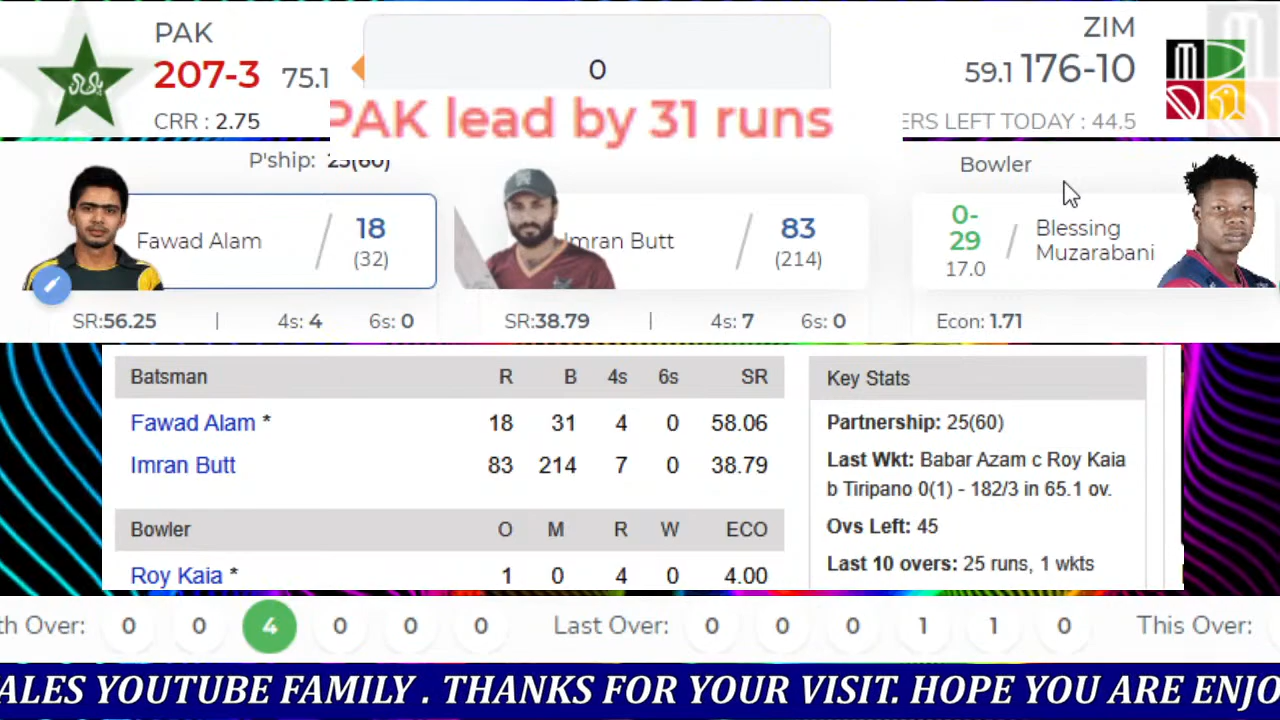 PAK
207-3 75.1
CRR : 2.75
0
PAK lead by 31 runs
ZIM
59.1 176-10
ERS LEFT TODAY : 44.5
P'ship: 25(60)
Fawad Alam
18
(32)
SR:56.25 | 4s: 4 6s: 0
Imran Butt
83
(214)
SR:38.79 | 4s: 7 6s: 0
Bowler
0-
29
17.0
Blessing
Muzarabani
Econ: 1.71
Batsman R B 4s 6s SR
Fawad Alam * 18 31 4 0 58.06
Imran Butt 83 214 7 0 38.79
Bowler O M R W ECO
Roy Kaia * 1 0 4 0 4.00
Key Stats
Partnership: 25(60)
Last Wkt: Babar Azam c Roy Kaia
b Tiripano 0(1) - 182/3 in 65.1 ov.
Ovs Left: 45
Last 10 overs: 25 runs, 1 wkts
th Over: 0 0 4 0 0 0 Last Over: 0 0 0 1 1 0 This Over:
ALES YOUTUBE FAMILY . THANKS FOR YOUR VISIT. HOPE YOU ARE ENJO